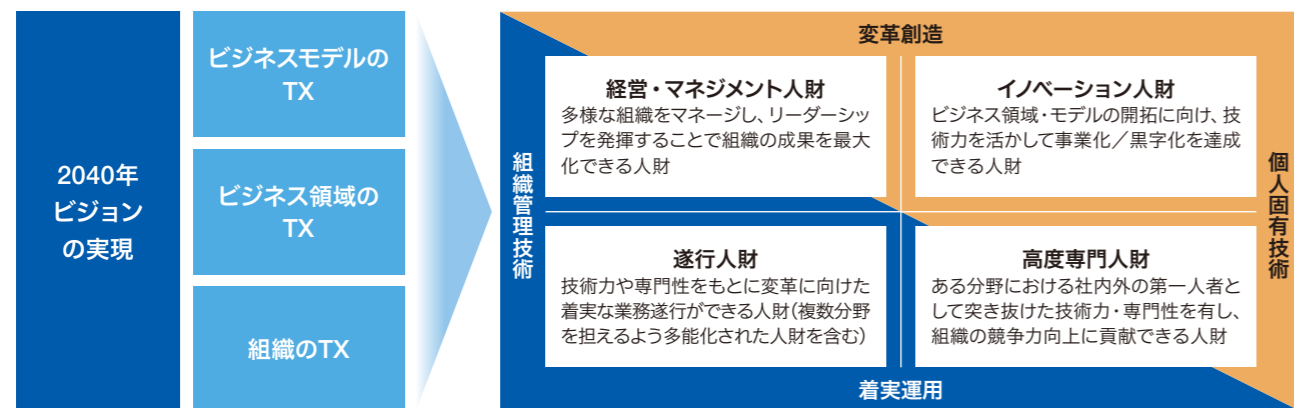 2040年
ビジョン
の実現
ビジネスモデルの
TX
ビジネス領域の
TX
組織のTX
変革創造
組織管理技術
経営・マネジメント人財
多様な組織をマネージし、リーダーシッ
プを発揮することで組織の成果を最大
化できる人財
イノベーション人財
ビジネス領域・モデルの開拓に向け、技
術力を活かして事業化／黒字化を達成
できる人財
個人固有技術
遂行人財
技術力や専門性をもとに変革に向けた
着実な業務遂行ができる人財（複数分野
を担えるよう多能化された人財を含む）
高度専門人財
ある分野における社内外の第一人者と
して突き抜けた技術力・専門性を有し、
組織の競争力向上に貢献できる人財
着実運用